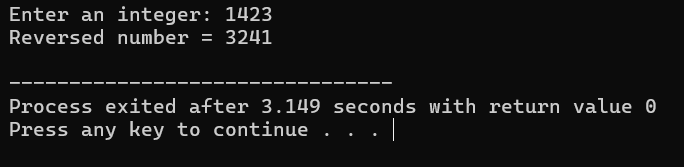 Enter an integer: 1423
Reversed number = 3241
--------------------------------
Process exited after 3.149 seconds with return value 0
Press any key to continue . . .